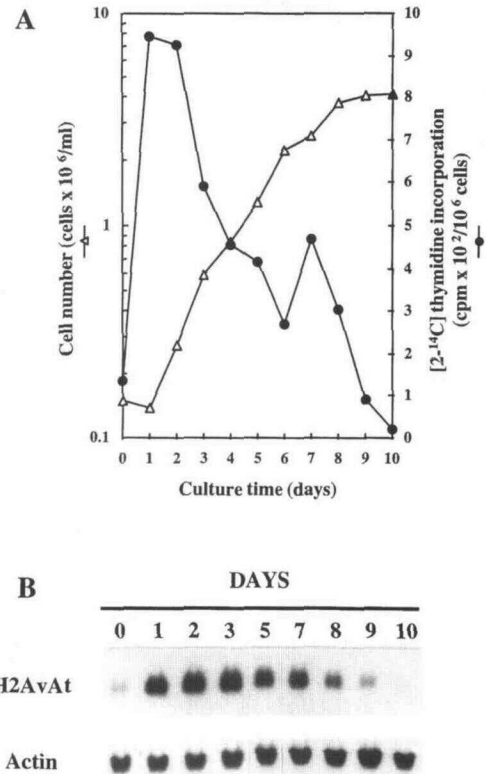 A
10
1
0.1
Cell number (cells x 10 6/ml)
10
9
8
7
6
5
4
3
2
1
0
[2-14C] thymidine incorporation
(cpm x 10 2/10 6 cells)
0 1 2 3 4 5 6 7 8 9 10
Culture time (days)
B
DAYS
0 1 2 3 5 7 8 9 10
H2AvAt
Actin